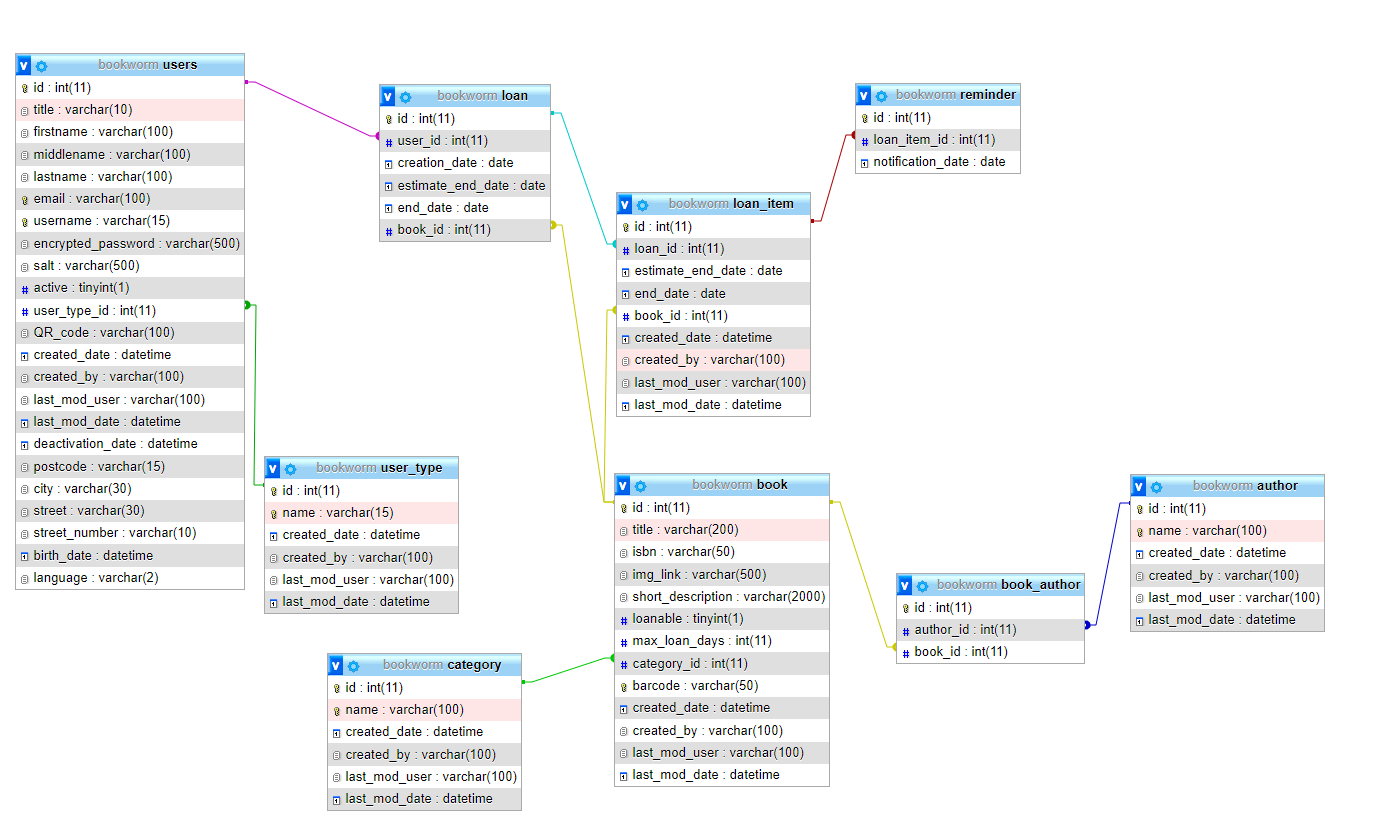 bookworm users
id : int(11)
title : varchar(10)
firstname : varchar(100)
middlename : varchar(100)
lastname : varchar(100)
email : varchar(100)
username : varchar(15)
encrypted_password : varchar(500)
salt : varchar(500)
active : tinyint(1)
user_type_id : int(11)
QR_code : varchar(100)
created_date : datetime
created_by : varchar(100)
last_mod_user : varchar(100)
last_mod_date : datetime
deactivation_date : datetime
postcode : varchar(15)
city : varchar(30)
street : varchar(30)
street_number : varchar(10)
birth_date : datetime
language : varchar(2)
bookworm loan
id : int(11)
user_id : int(11)
creation_date : date
estimate_end_date : date
end_date : date
book_id : int(11)
bookworm reminder
id : int(11)
loan_item_id : int(11)
notification_date : date
bookworm loan_item
id : int(11)
loan_id : int(11)
estimate_end_date : date
end_date : date
book_id : int(11)
created_date : datetime
created_by : varchar(100)
last_mod_user : varchar(100)
last_mod_date : datetime
bookworm user_type
id : int(11)
name : varchar(15)
created_date : datetime
created_by : varchar(100)
last_mod_user : varchar(100)
last_mod_date : datetime
bookworm book
id : int(11)
title : varchar(200)
isbn : varchar(50)
img_link : varchar(500)
short_description : varchar(2000)
loanable : tinyint(1)
max_loan_days : int(11)
category_id : int(11)
barcode : varchar(50)
created_date : datetime
created_by : varchar(100)
last_mod_user : varchar(100)
last_mod_date : datetime
bookworm author
id : int(11)
name : varchar(100)
created_date : datetime
created_by : varchar(100)
last_mod_user : varchar(100)
last_mod_date : datetime
bookworm book_author
id : int(11)
author_id : int(11)
book_id : int(11)
bookworm category
id : int(11)
name : varchar(100)
created_date : datetime
created_by : varchar(100)
last_mod_user : varchar(100)
last_mod_date : datetime